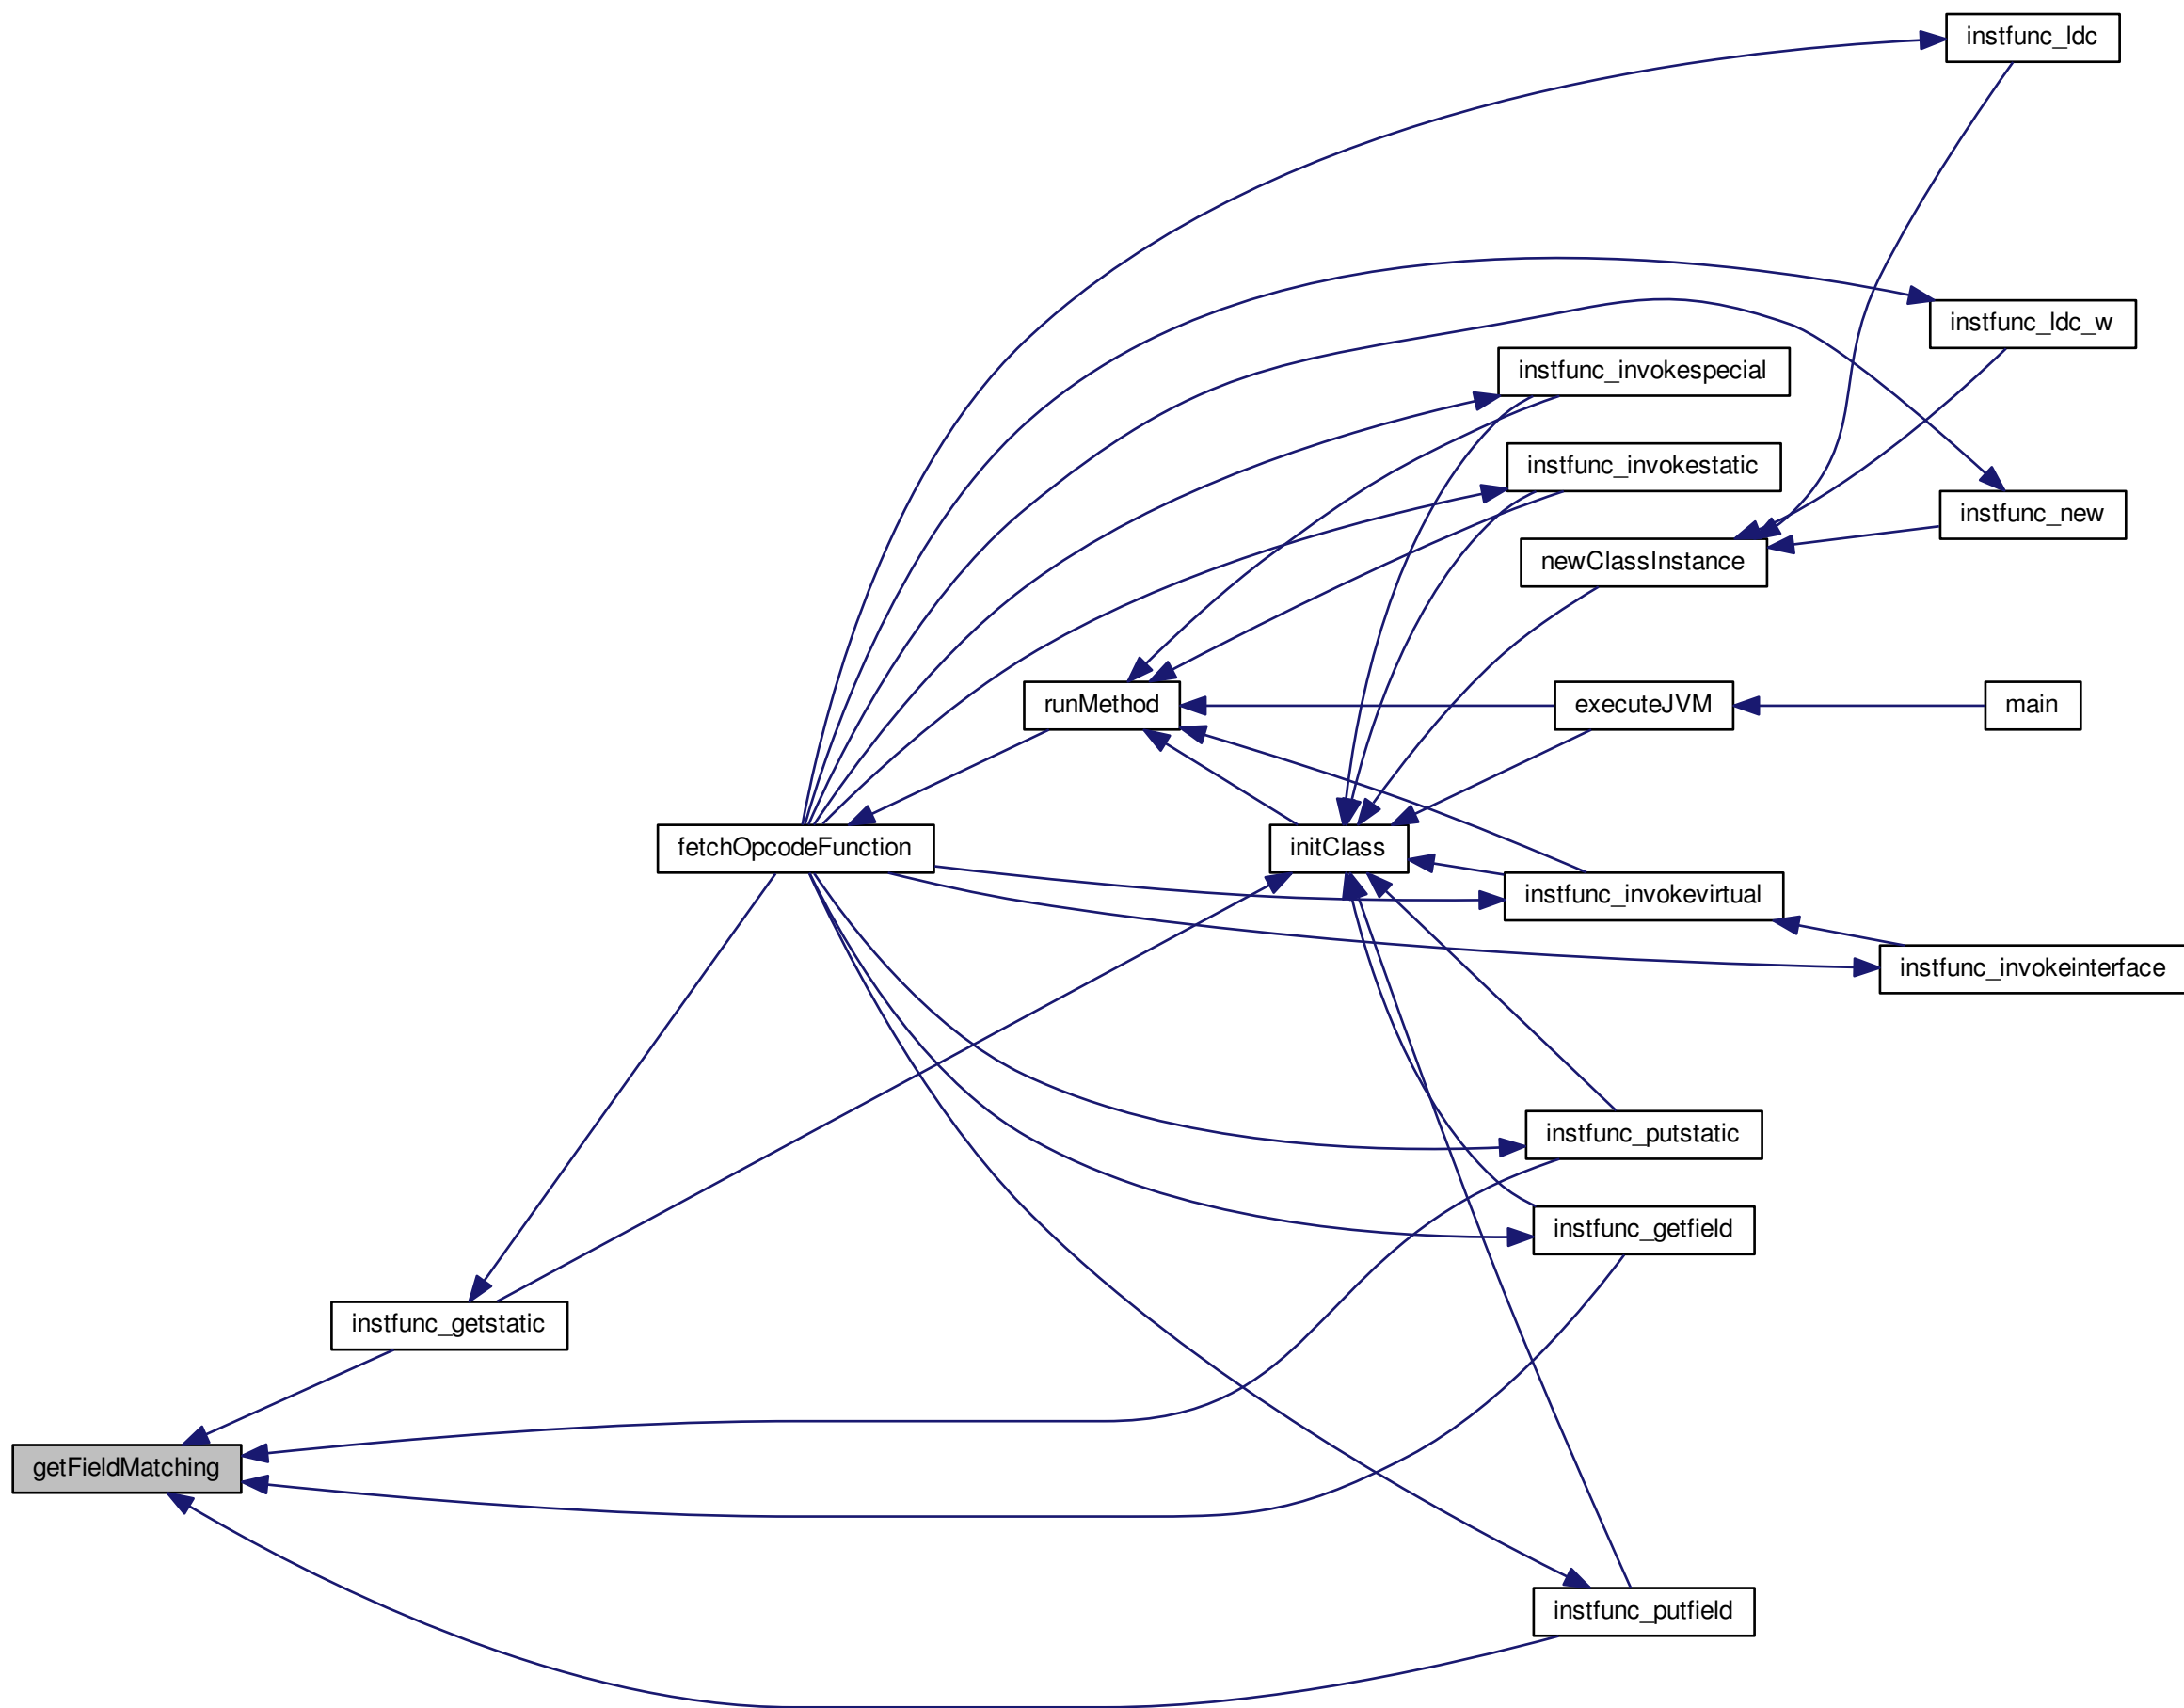 instfunc_ldc
instfunc_ldc_w
instfunc_invokespecial
instfunc_invokestatic
instfunc_new
newClassInstance
runMethod
executeJVM
main
fetchOpcodeFunction
initClass
instfunc_invokevirtual
instfunc_invokeinterface
instfunc_putstatic
instfunc_getfield
instfunc_getstatic
getFieldMatching
instfunc_putfield